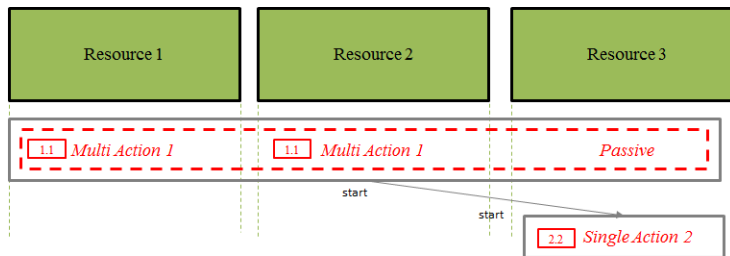 Resource 1
Resource 2
Resource 3
1.1 Multi Action 1
1.1 Multi Action 1
Passive
start
start
2.2 Single Action 2